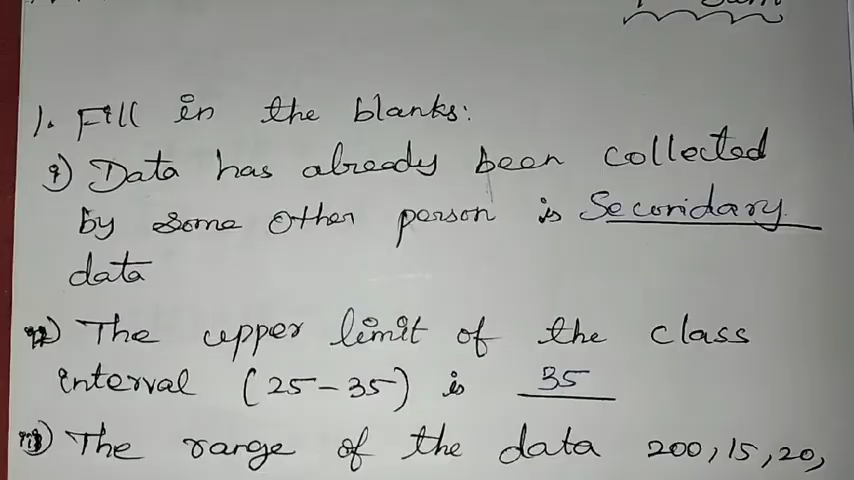 1. Fill in the blanks:
i) Data has already been collected
by some other person is Secondary.
data
ii) The upper limit of the class
interval (25-35) is 35
iii) The range of the data 200, 15, 20,